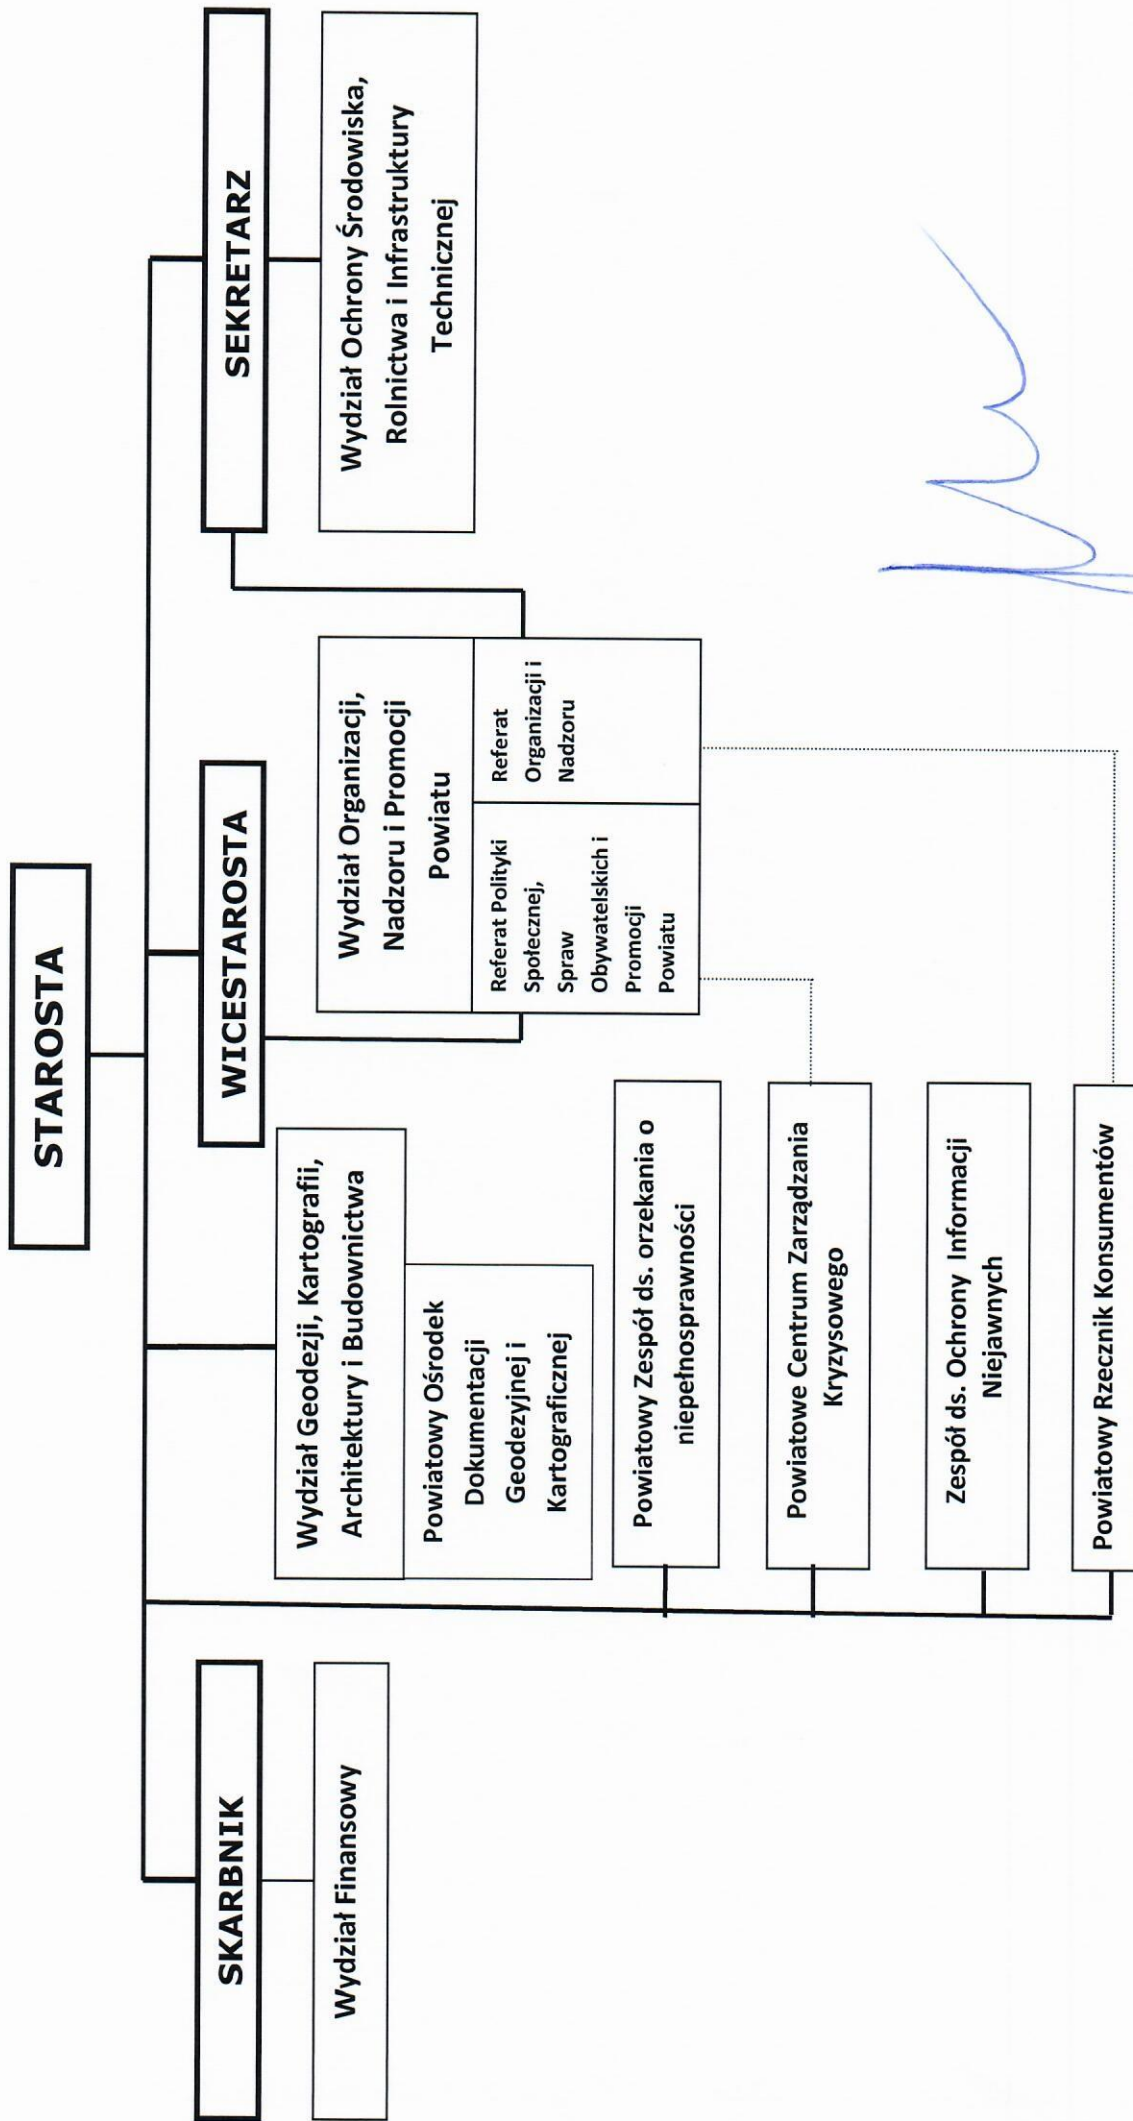 STAROSTA
SKARBNIK
WICESTAROSTA
SEKRETARZ
Wydział Finansowy
Wydział Geodezji, Kartografii,
Architektury i Budownictwa
Powiatowy Ośrodek
Dokumentacji
Geodezyjnej i
Kartograficznej
Wydział Organizacji,
Nadzoru i Promocji
Powiatu
Referat Polityki
Społecznej,
Spraw
Obywatelskich i
Promocji
Powiatu
Referat
Organizacji i
Nadzoru
Wydział Ochrony Środowiska,
Rolnictwa i Infrastruktury
Technicznej
Powiatowy Zespół ds. orzekania o
niepełnosprawności
Powiatowe Centrum Zarządzania
Kryzysowego
Zespół ds. Ochrony Informacji
Niejawnych
Powiatowy Rzecznik Konsumentów